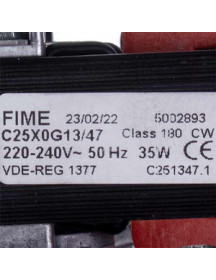 FIME 23/02/22 5002893
C25X0G13/47 Class 180 CW
220-240V~ 50 Hz 35W CE
VDE-REG 1377 C251347.1